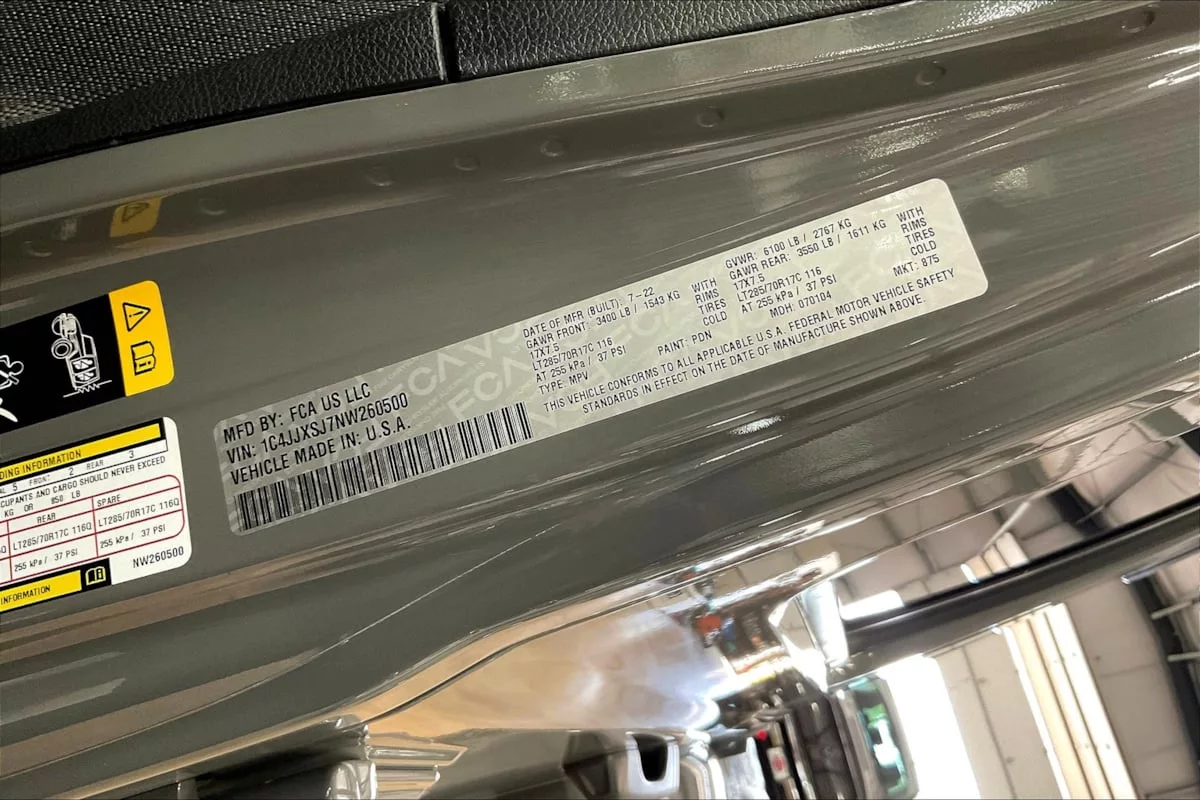 MFD BY: FCA US LLC
VIN: 1C4JJXSJ7NW260500
VEHICLE MADE IN: U.S.A.
DATE OF MFR (BUILT): 7-22
GAWR FRONT: 3400 LB / 1543 KG WITH
17X7.5 RIMS
LT285/70R17C 116 TIRES
AT 255 kPa / 37 PSI COLD
TYPE: MPV PAINT: PDN
GVWR: 6100 LB / 2767 KG
GAWR REAR: 3550 LB / 1611 KG WITH
17X7.5 RIMS
LT285/70R17C 116 TIRES
AT 255 kPa / 37 PSI COLD
MDH: 070104 MKT: 875
THIS VEHICLE CONFORMS TO ALL APPLICABLE U.S.A. FEDERAL MOTOR VEHICLE SAFETY
STANDARDS IN EFFECT ON THE DATE OF MANUFACTURE SHOWN ABOVE.
DING INFORMATION
AL 5 FRONT: 2 REAR 3
CUPANTS AND CARGO SHOULD NEVER EXCEED
KG OR 850 LB
REAR SPARE
LT285/70R17C 116Q LT285/70R17C 116Q
255 kPa / 37 PSI 255 kPa / 37 PSI
NW260500
INFORMATION